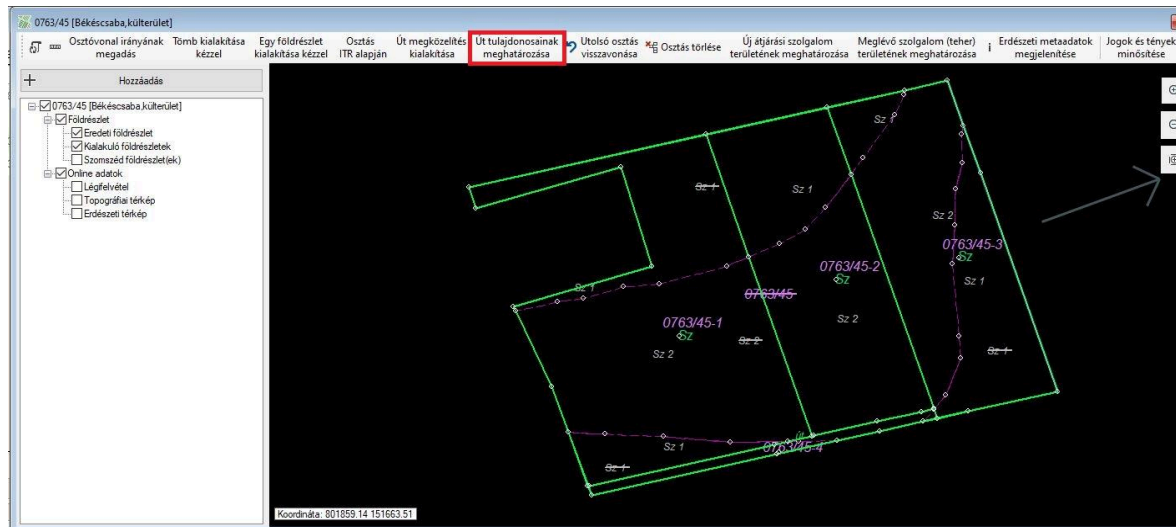 0763/45 [Békéscsaba,külterület]
Osztóvonal irányának megadás
Tömb kialakítása kézzel
Egy földrészlet kialakítása kézzel
Osztás ITR alapján
Út megközelítés kialakítása
Út tulajdonosainak meghatározása
Utolsó osztás visszavonása
Osztás törlése
Új átjárási szolgalom területének meghatározása
Meglévő szolgalom (teher) területének meghatározása
i Erdészeti metaadatok megjelenítése
Jogok és tények minősítése
+ Hozzáadás
0763/45 [Békéscsaba,külterület]
Földrészlet
Eredeti földrészlet
Kialakuló földrészletek
Szomszéd földrészlet(ek)
Online adatok
Légifelvétel
Topográfiai térkép
Erdészeti térkép
Sz 1
Sz 1
Sz 1
Sz 2
0763/45-3
Sz
0763/45-2
Sz
Sz 1
Sz 1
0763/45
0763/45-1
Sz
Sz 2
Sz 2
Sz 2
Sz 1
Út
0763/45-4
Sz 1
Sz 1
Koordináta: 801859.14 151663.51